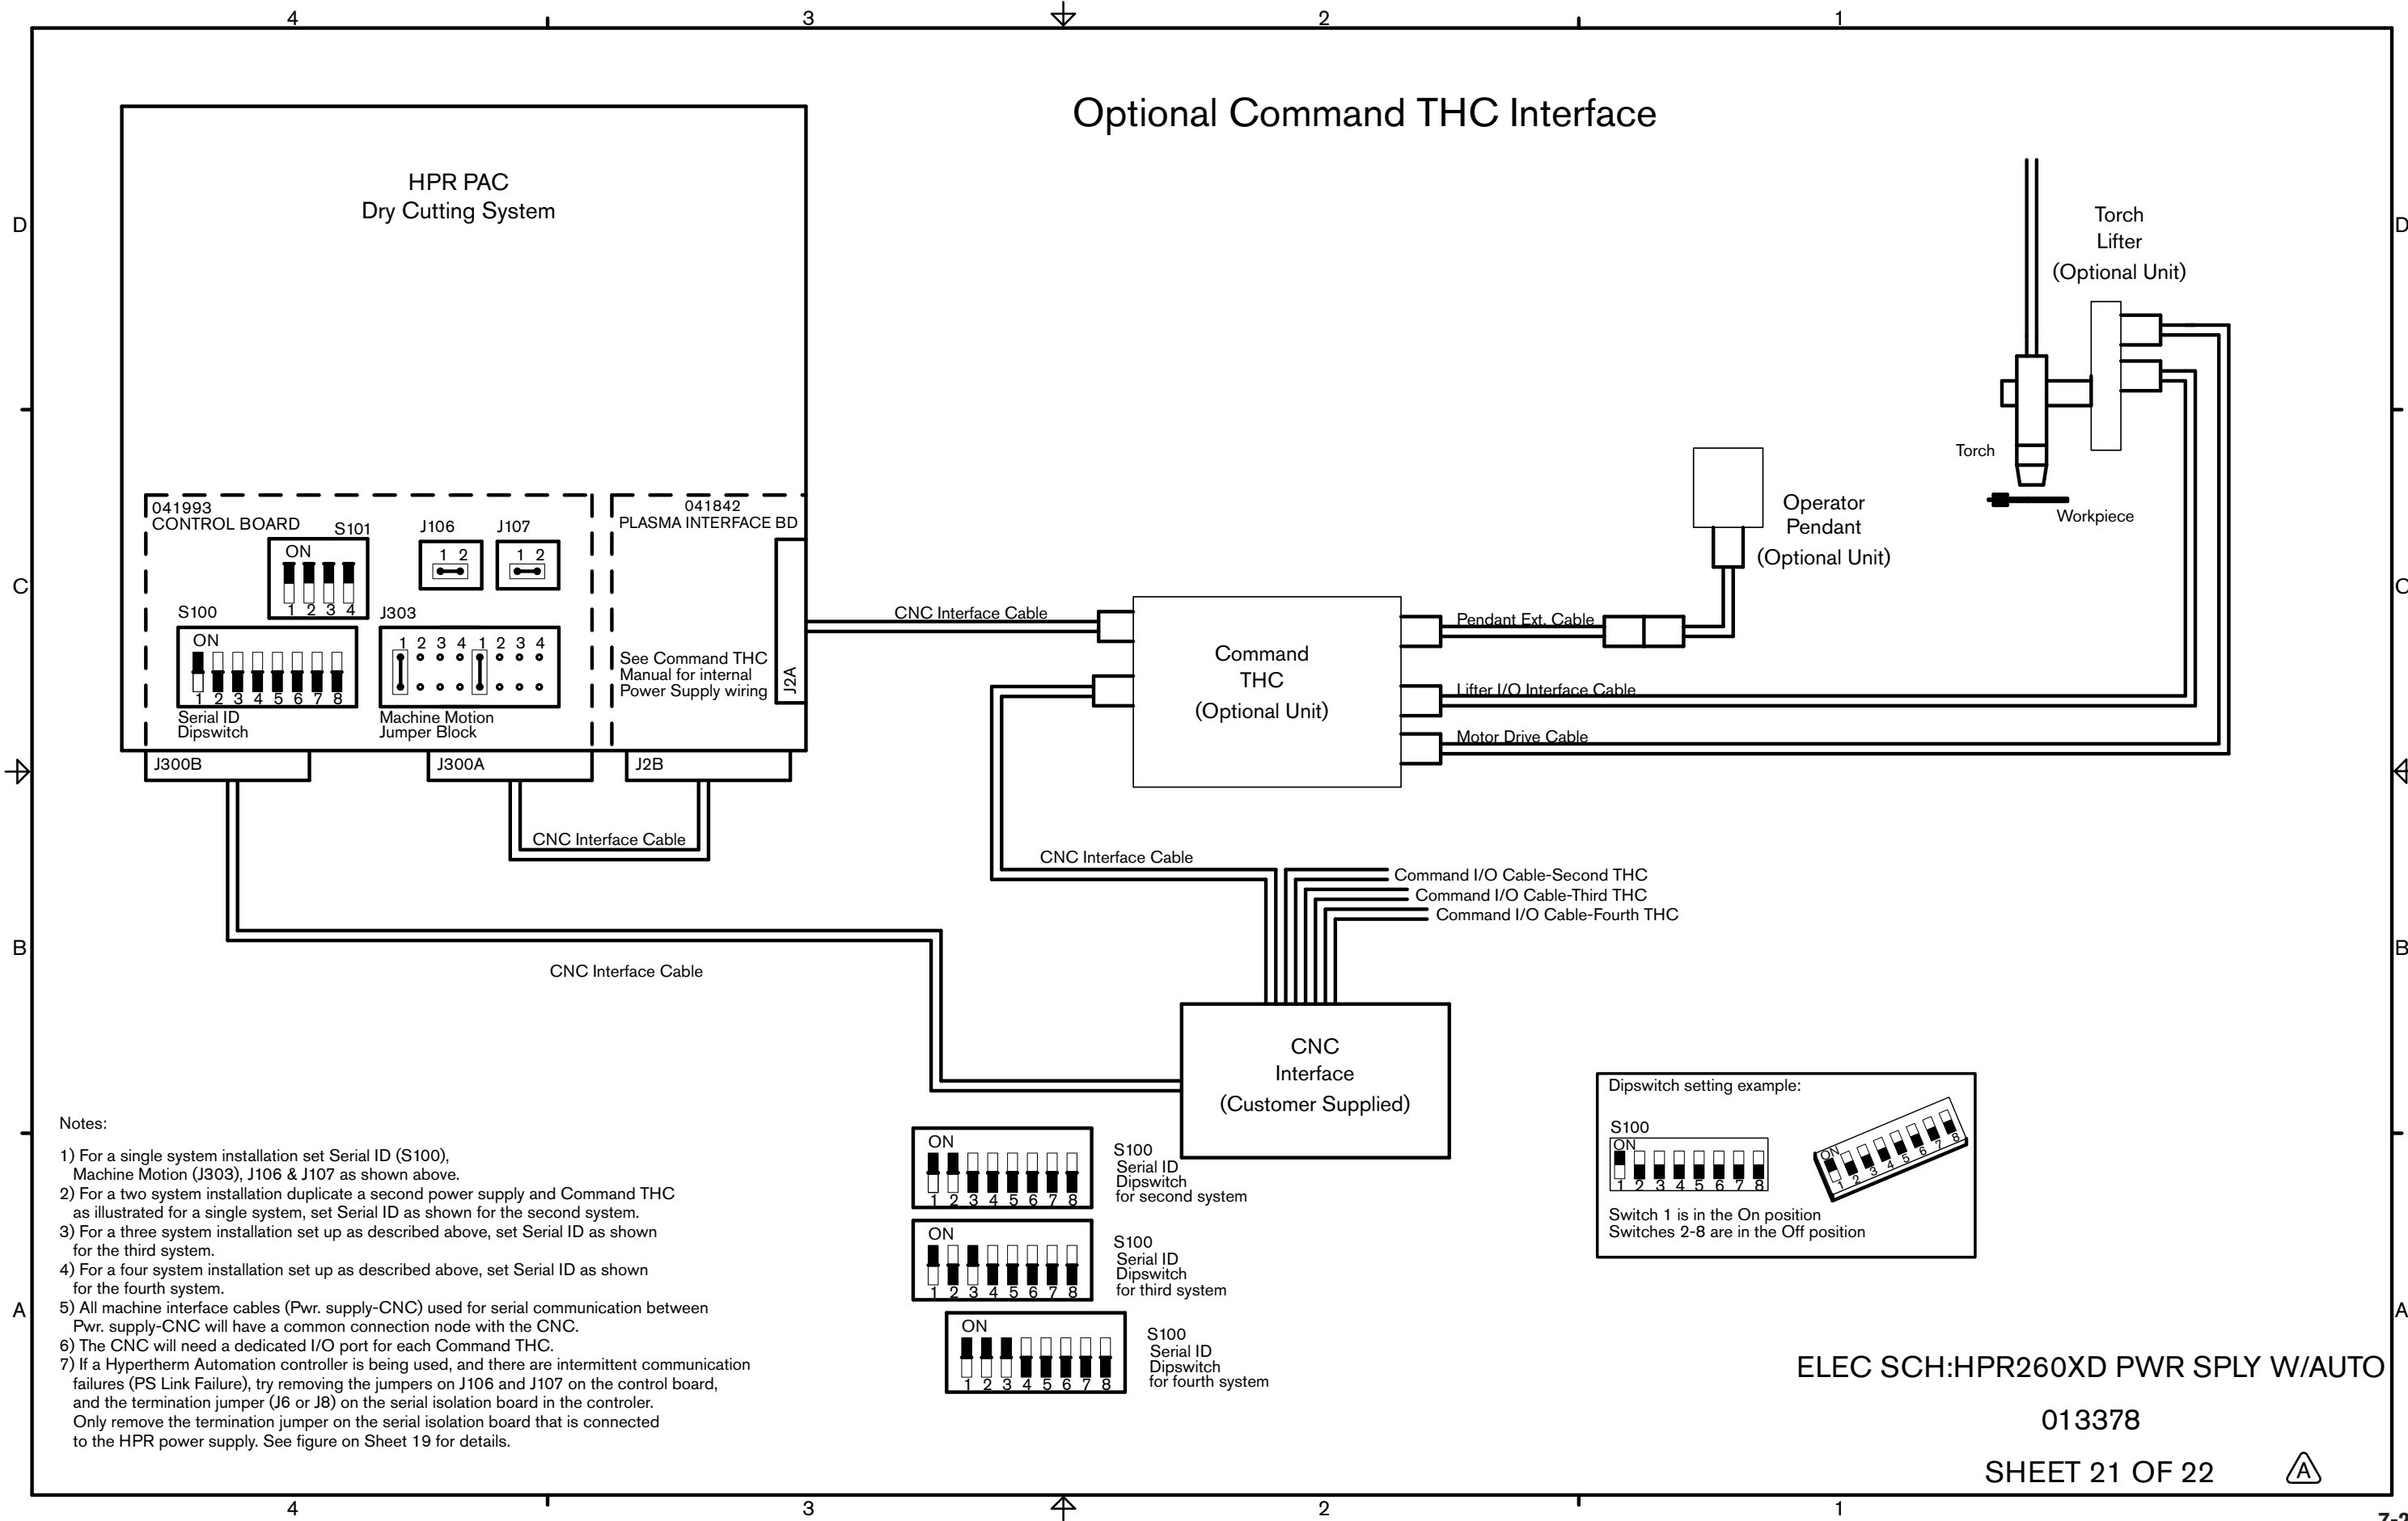 4 3 2 1
Optional Command THC Interface
HPR PAC
Dry Cutting System
D
D
Torch
Lifter
(Optional Unit)
Torch
Workpiece
Operator
Pendant
(Optional Unit)
041993
CONTROL BOARD
S101
ON
1 2 3 4
J106
1 2
J107
1 2
041842
PLASMA INTERFACE BD
C
C
S100
ON
1 2 3 4 5 6 7 8
Serial ID
Dipswitch
J303
1 2 3 4 1 2 3 4
Machine Motion
Jumper Block
See Command THC
Manual for internal
Power Supply wiring
J2A
CNC Interface Cable
Command
THC
(Optional Unit)
Pendant Ext. Cable
Lifter I/O Interface Cable
Motor Drive Cable
J300B
J300A
J2B
CNC Interface Cable
CNC Interface Cable
Command I/O Cable-Second THC
Command I/O Cable-Third THC
Command I/O Cable-Fourth THC
B
B
CNC Interface Cable
CNC
Interface
(Customer Supplied)
Notes:
1) For a single system installation set Serial ID (S100),
Machine Motion (J303), J106 & J107 as shown above.
2) For a two system installation duplicate a second power supply and Command THC
as illustrated for a single system, set Serial ID as shown for the second system.
3) For a three system installation set up as described above, set Serial ID as shown
for the third system.
4) For a four system installation set up as described above, set Serial ID as shown
for the fourth system.
5) All machine interface cables (Pwr. supply-CNC) used for serial communication between
Pwr. supply-CNC will have a common connection node with the CNC.
6) The CNC will need a dedicated I/O port for each Command THC.
7) If a Hypertherm Automation controller is being used, and there are intermittent communication
failures (PS Link Failure), try removing the jumpers on J106 and J107 on the control board,
and the termination jumper (J6 or J8) on the serial isolation board in the controler.
Only remove the termination jumper on the serial isolation board that is connected
to the HPR power supply. See figure on Sheet 19 for details.
ON
1 2 3 4 5 6 7 8
S100
Serial ID
Dipswitch
for second system
ON
1 2 3 4 5 6 7 8
S100
Serial ID
Dipswitch
for third system
ON
1 2 3 4 5 6 7 8
S100
Serial ID
Dipswitch
for fourth system
Dipswitch setting example:
S100
ON
1 2 3 4 5 6 7 8
ON
1 2 3 4 5 6 7 8
Switch 1 is in the On position
Switches 2-8 are in the Off position
A
A
ELEC SCH:HPR260XD PWR SPLY W/AUTO
013378
SHEET 21 OF 22
A
4 3 2 1